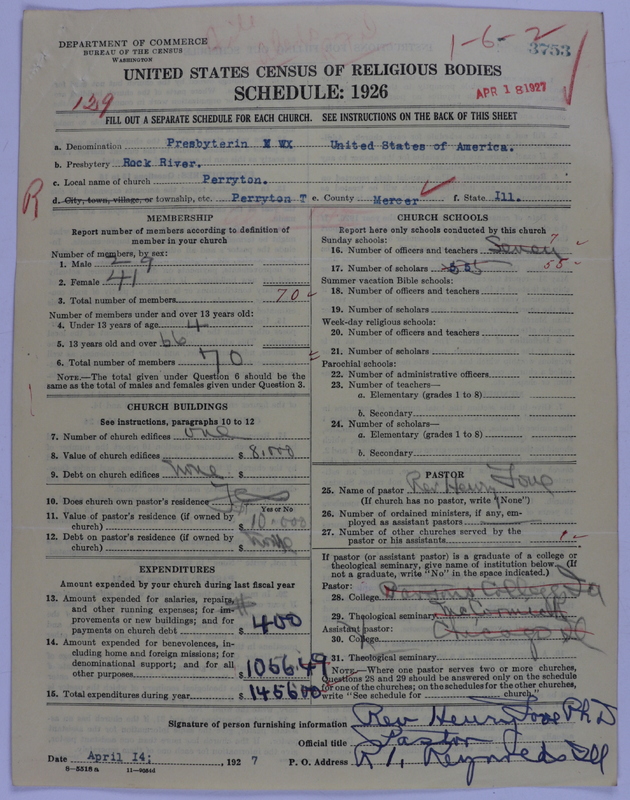 DEPARTMENT OF COMMERCE
BUREAU OF THE CENSUS
WASHINGTON
1-6-2
3753
UNITED STATES CENSUS OF RELIGIOUS BODIES
SCHEDULE: 1926
APR 18 1927
129
FILL OUT A SEPARATE SCHEDULE FOR EACH CHURCH. SEE INSTRUCTIONS ON THE BACK OF THIS SHEET
a. Denomination Presbyterin M WX United States of America.
b. Presbytery Rock River.
c. Local name of church Perryton.
R
d. City, town, village, or township, etc. Perryton T e. County Mercer f. State Ill.
MEMBERSHIP
Report number of members according to definition of
member in your church
Number of members, by sex:
1. Male 29
2. Female 41
3. Total number of members 70
Number of members under and over 13 years old:
4. Under 13 years of age 4
5. 13 years old and over 66
6. Total number of members 70
NOTE.—The total given under Question 6 should be
the same as the total of males and females given under Question 3.
CHURCH BUILDINGS
See instructions, paragraphs 10 to 12
7. Number of church edifices one
8. Value of church edifices $ 8,000
9. Debt on church edifices none $
10. Does church own pastor's residence Yes
Yes or No
11. Value of pastor's residence (if owned by
church) $ 10.000
12. Debt on pastor's residence (if owned by
church) $ none
EXPENDITURES
Amount expended by your church during last fiscal year
13. Amount expended for salaries, repairs,
and other running expenses; for im-
provements or new buildings; and for
payments on church debt $ 400
14. Amount expended for benevolences, in-
cluding home and foreign missions; for
denominational support; and for all
other purposes $ 1056.49
15. Total expenditures during year $ 145600
CHURCH SCHOOLS
Report here only schools conducted by this church
Sunday schools:
16. Number of officers and teachers Seven 7
17. Number of scholars 55 55
Summer vacation Bible schools:
18. Number of officers and teachers
19. Number of scholars
Week-day religious schools:
20. Number of officers and teachers
21. Number of scholars
Parochial schools:
22. Number of administrative officers
23. Number of teachers—
a. Elementary (grades 1 to 8)
b. Secondary
24. Number of scholars—
a. Elementary (grades 1 to 8)
b. Secondary
PASTOR
25. Name of pastor Rev Henry
(If church has no pastor, write "None")
26. Number of ordained ministers, if any, em-
ployed as assistant pastors
27. Number of other churches served by the
pastor or his assistants 1
If pastor (or assistant pastor) is a graduate of a college or
theological seminary, give name of institution below. (If
not a graduate, write "No" in the space indicated.)
Pastor:
28. College Parsons College Ia
29. Theological seminary McCormick
Assistant pastor: Chicago Ill
30. College
31. Theological seminary
NOTE.—Where one pastor serves two or more churches,
Questions 28 and 29 should be answered only on the schedule
for one of the churches; on the schedules for the other churches,
write "See schedule for church."
Signature of person furnishing information Rev Henry Ph D
Official title Pastor
Date April 14; , 1927 P. O. Address R 1, Reynolds Ill
8—5518a 11—9264d